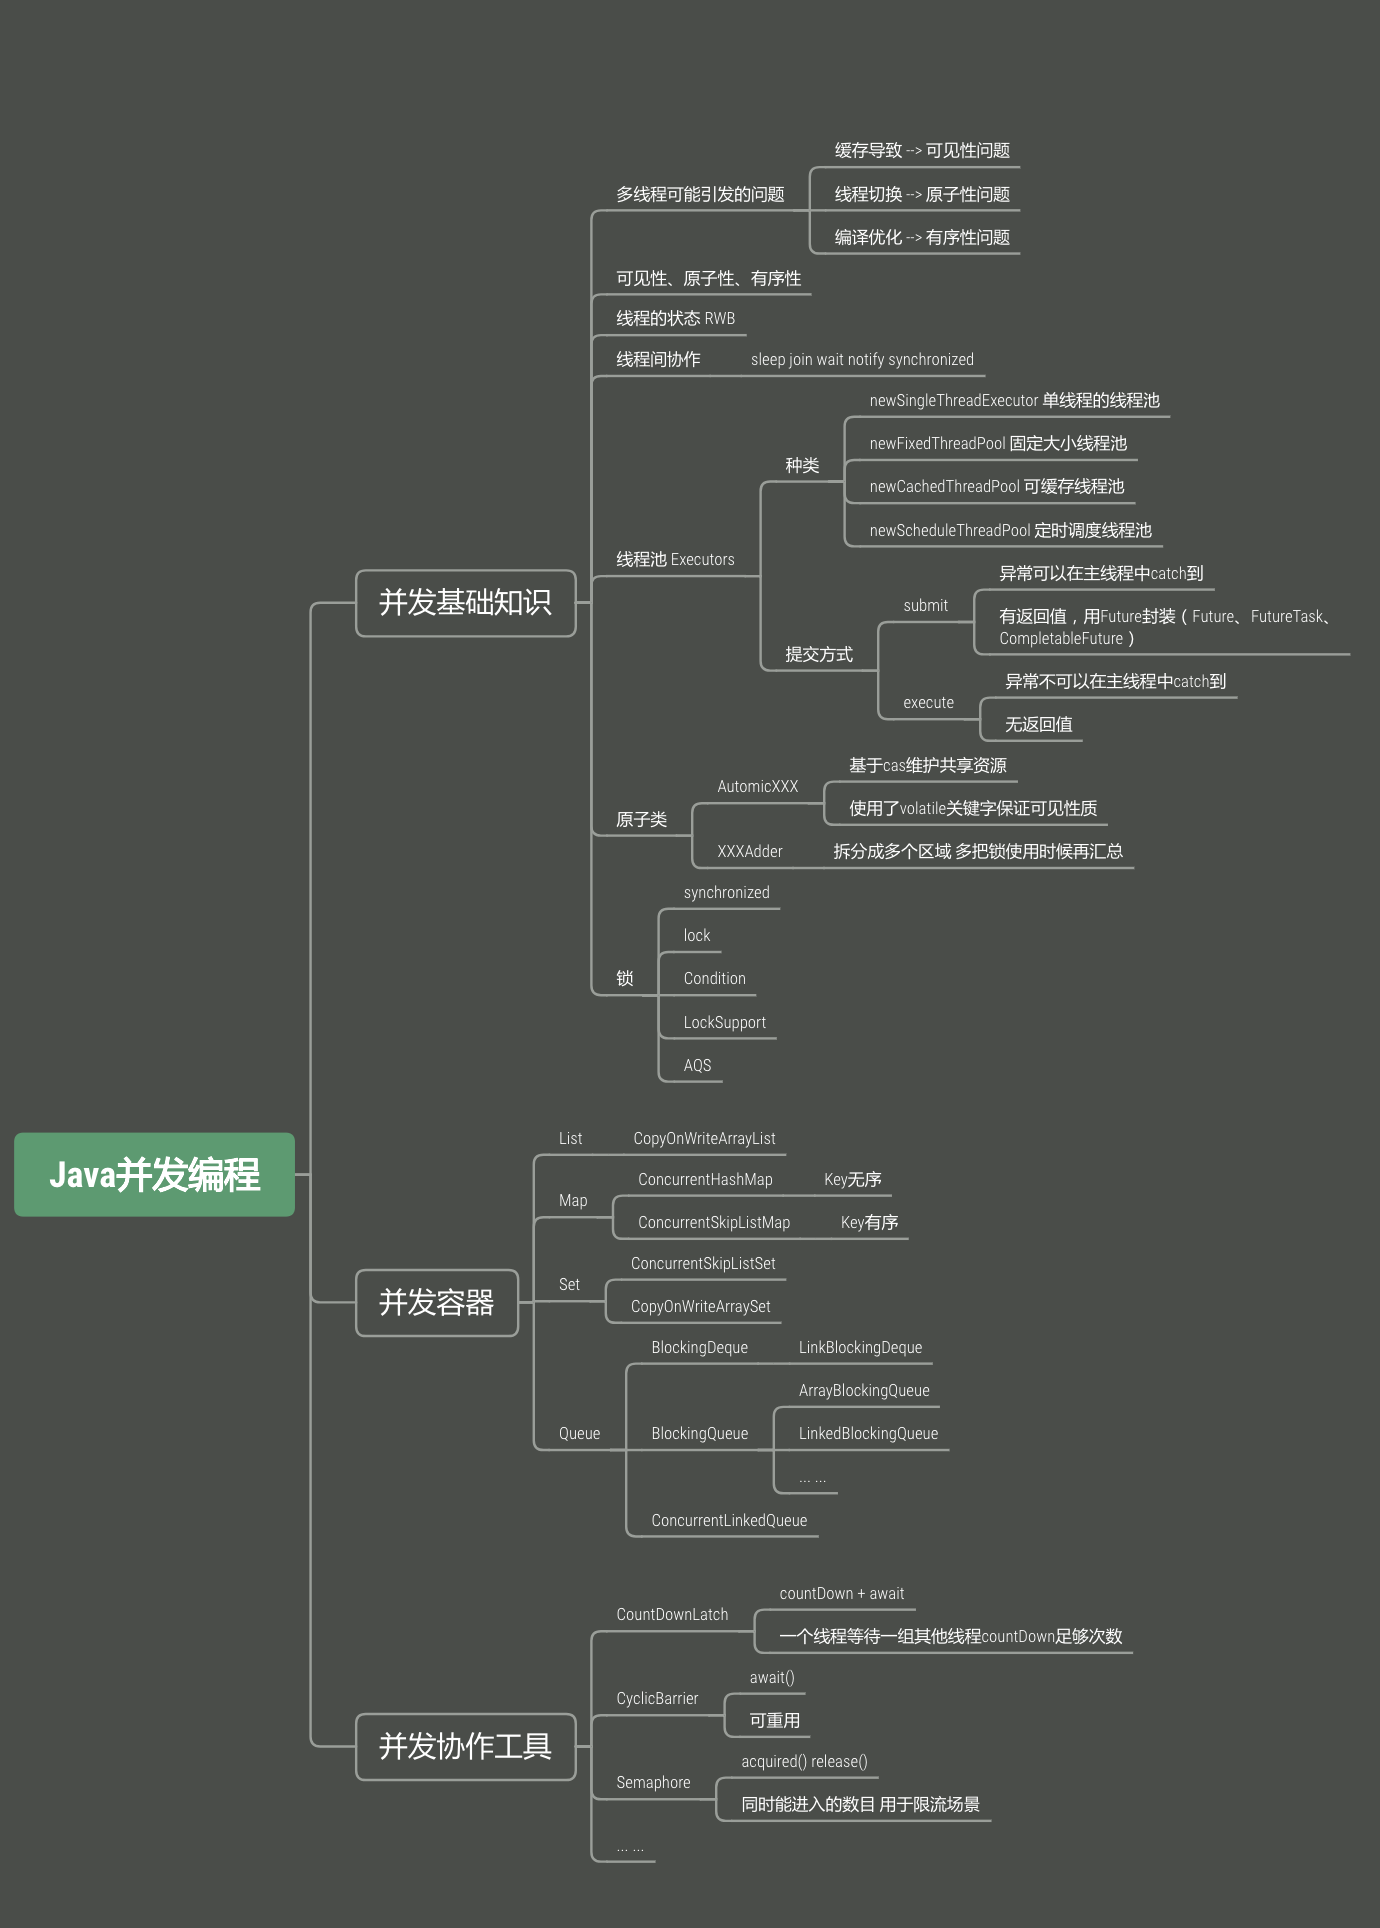 缓存导致 --> 可见性问题
多线程可能引发的问题
线程切换 --> 原子性问题
编译优化 --> 有序性问题
可见性、原子性、有序性
线程的状态 RWB
线程间协作
sleep join wait notify synchronized
newSingleThreadExecutor 单线程的线程池
newFixedThreadPool 固定大小线程池
种类
newCachedThreadPool 可缓存线程池
newScheduleThreadPool 定时调度线程池
线程池 Executors
异常可以在主线程中catch到
submit
有返回值，用Future封装（Future、FutureTask、
CompletableFuture）
提交方式
异常不可以在主线程中catch到
execute
无返回值
并发基础知识
基于cas维护共享资源
AutomicXXX
使用了volatile关键字保证可见性质
原子类
XXXAdder
拆分成多个区域 多把锁使用时候再汇总
synchronized
lock
锁
Condition
LockSupport
AQS
Java并发编程
List
CopyOnWriteArrayList
Map
ConcurrentHashMap
Key无序
ConcurrentSkipListMap
Key有序
Set
ConcurrentSkipListSet
CopyOnWriteArraySet
并发容器
BlockingDeque
LinkBlockingDeque
ArrayBlockingQueue
Queue
BlockingQueue
LinkedBlockingQueue
... ...
ConcurrentLinkedQueue
countDown + await
CountDownLatch
一个线程等待一组其他线程countDown足够次数
await()
CyclicBarrier
可重用
并发协作工具
acquired() release()
Semaphore
同时能进入的数目 用于限流场景
... ...